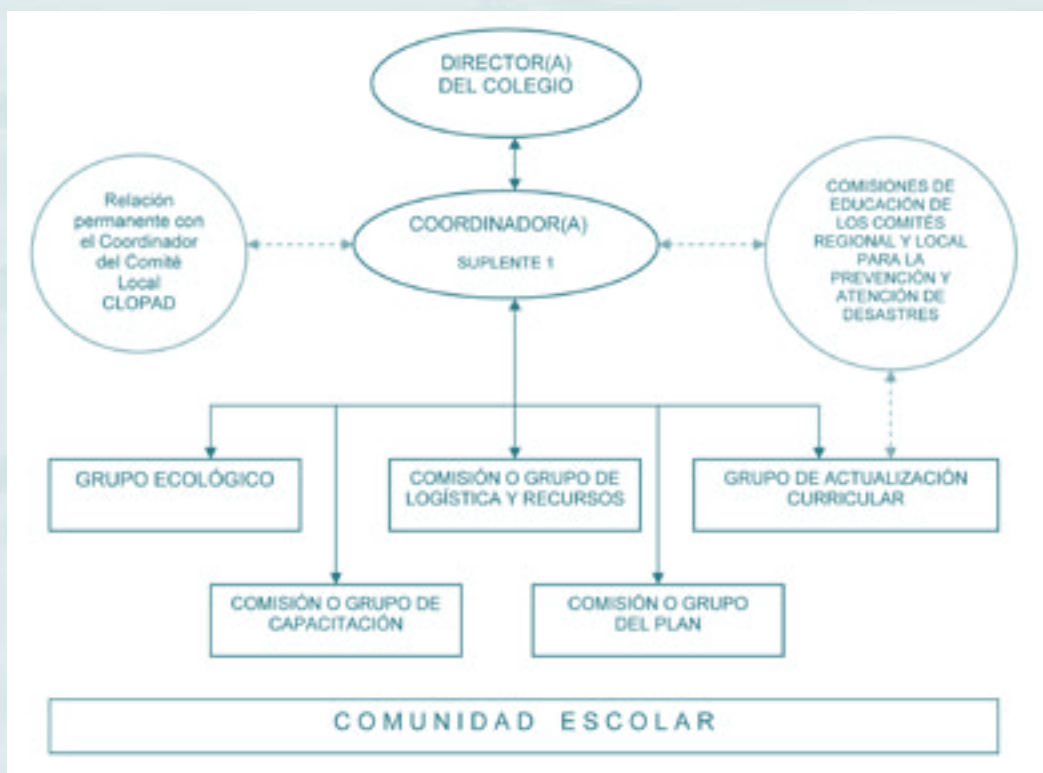 DIRECTOR(A)
DEL COLEGIO
Relación
permanente con
el Coordinador
del Comité
Local
CLOPAD
COORDINADOR(A)
SUPLENTE 1
COMISIONES DE
EDUCACIÓN DE
LOS COMITÉS
REGIONAL Y LOCAL
PARA LA
PREVENCIÓN Y
ATENCIÓN DE
DESASTRES
GRUPO ECOLÓGICO
COMISIÓN O GRUPO DE
LOGÍSTICA Y RECURSOS
GRUPO DE ACTUALIZACIÓN
CURRICULAR
COMISIÓN O GRUPO DE
CAPACITACIÓN
COMISIÓN O GRUPO
DEL PLAN
COMUNIDAD ESCOLAR